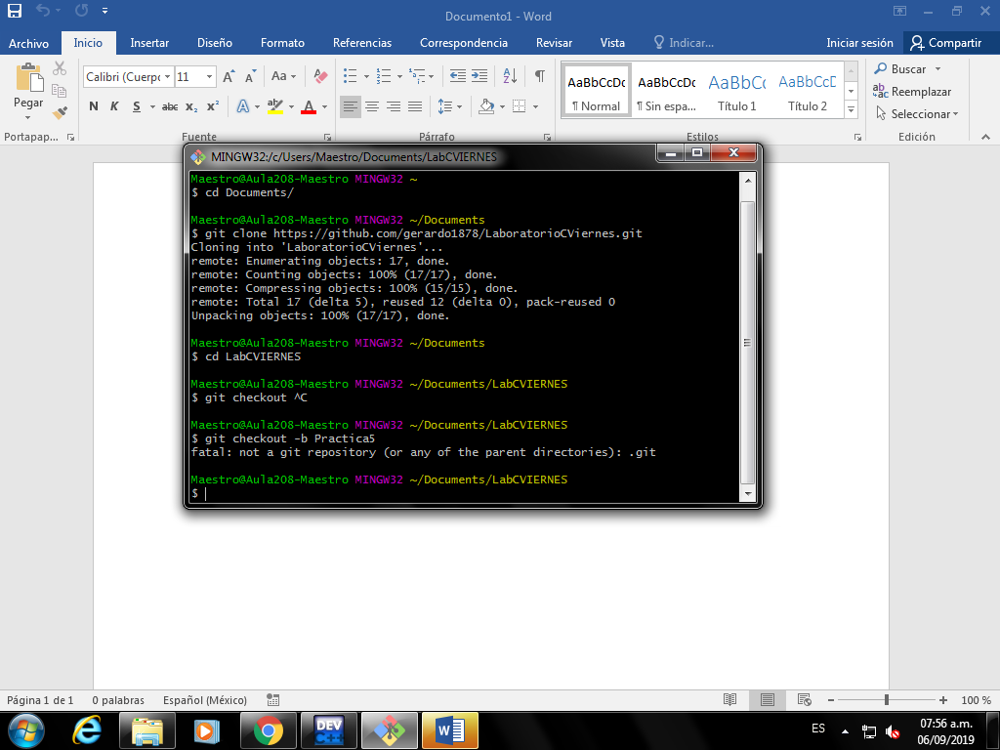 Documento1 - Word
Archivo Inicio Insertar Diseño Formato Referencias Correspondencia Revisar Vista Indicar... Iniciar sesión Compartir
Pegar
Portapap...
Calibri (Cuerpo 11 A A Aa
N K S abc x₂ x² A ab A
Fuente
Párrafo
AaBbCcDc AaBbCcDc AaBbCc AaBbCcD
¶ Normal ¶ Sin espa... Título 1 Título 2
Estilos
Buscar
Reemplazar
Seleccionar
Edición
MINGW32:/c/Users/Maestro/Documents/LabCVIERNES
Maestro@Aula208-Maestro MINGW32 ~
$ cd Documents/
Maestro@Aula208-Maestro MINGW32 ~/Documents
$ git clone https://github.com/gerardo1878/LaboratorioCViernes.git
Cloning into 'LaboratorioCViernes'...
remote: Enumerating objects: 17, done.
remote: Counting objects: 100% (17/17), done.
remote: Compressing objects: 100% (15/15), done.
remote: Total 17 (delta 5), reused 12 (delta 0), pack-reused 0
Unpacking objects: 100% (17/17), done.
Maestro@Aula208-Maestro MINGW32 ~/Documents
$ cd LabCVIERNES
Maestro@Aula208-Maestro MINGW32 ~/Documents/LabCVIERNES
$ git checkout ^C
Maestro@Aula208-Maestro MINGW32 ~/Documents/LabCVIERNES
$ git checkout -b Practica5
fatal: not a git repository (or any of the parent directories): .git
Maestro@Aula208-Maestro MINGW32 ~/Documents/LabCVIERNES
$
Página 1 de 1 0 palabras Español (México) 100 %
DEV C++
ES
07:56 a.m.
06/09/2019